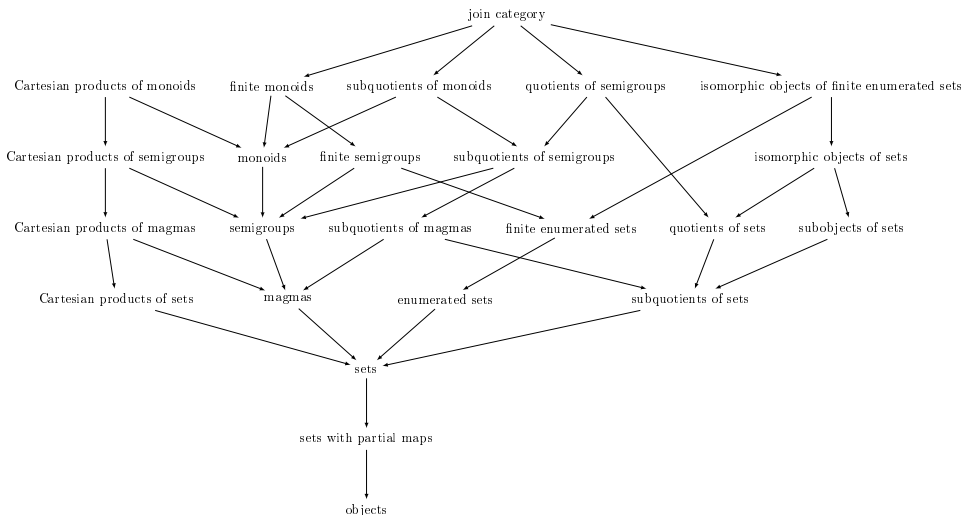 join category
Cartesian products of monoids
finite monoids
subquotients of monoids
quotients of semigroups
isomorphic objects of finite enumerated sets
Cartesian products of semigroups
monoids
finite semigroups
subquotients of semigroups
isomorphic objects of sets
Cartesian products of magmas
semigroups
subquotients of magmas
finite enumerated sets
quotients of sets
subobjects of sets
Cartesian products of sets
magmas
enumerated sets
subquotients of sets
sets
sets with partial maps
objects